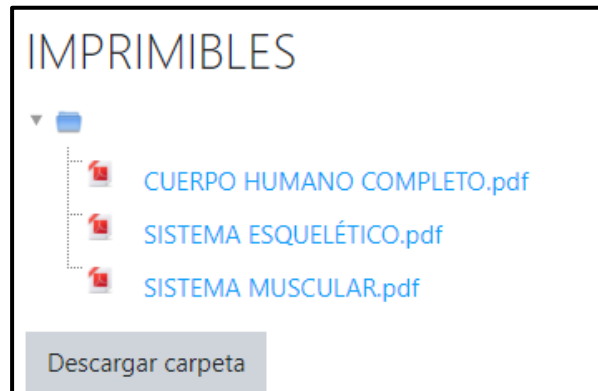 IMPRIMIBLES
CUERPO HUMANO COMPLETO.pdf
SISTEMA ESQUELÉTICO.pdf
SISTEMA MUSCULAR.pdf
Descargar carpeta